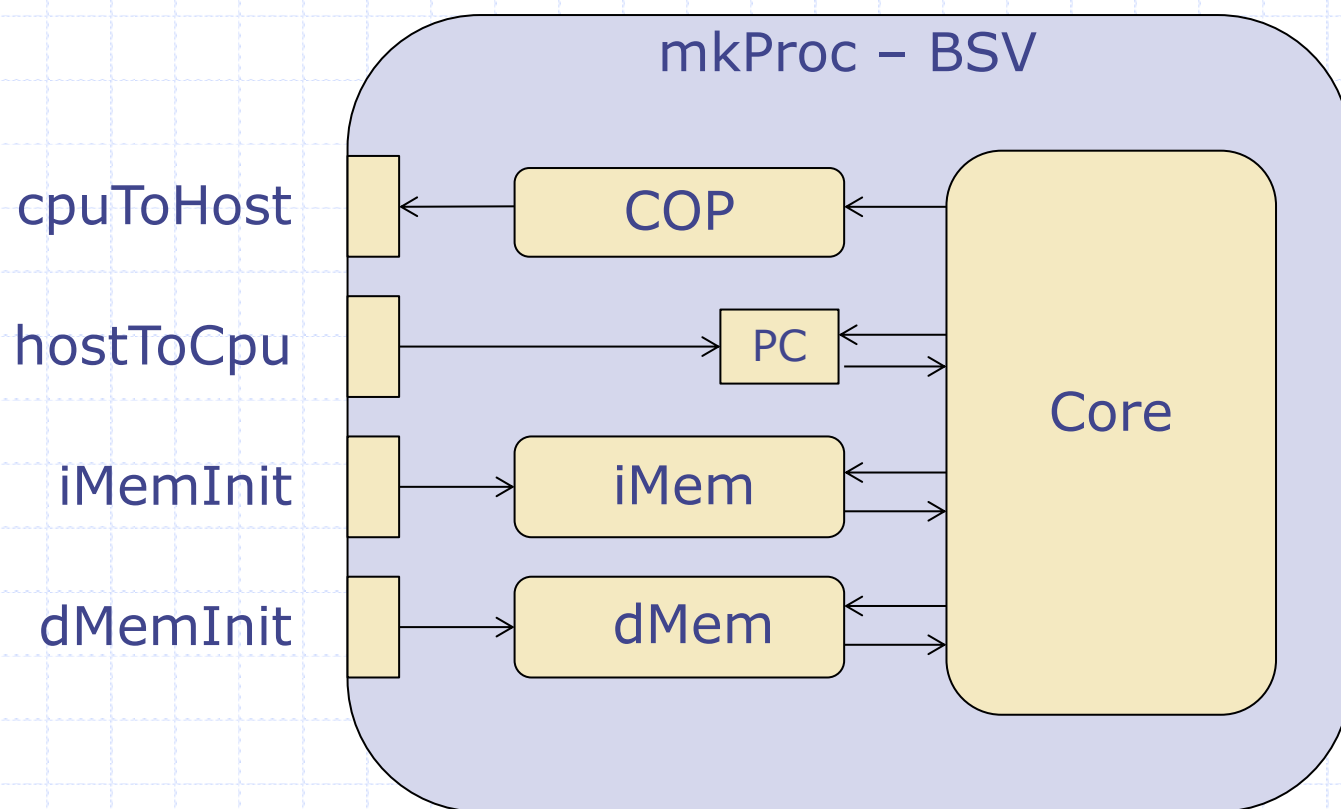 mkProc – BSV
cpuToHost
COP
hostToCpu
PC
Core
iMemInit
iMem
dMemInit
dMem